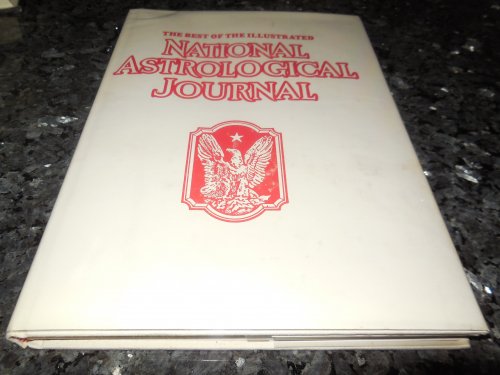 THE BEST OF THE ILLUSTRATED
NATIONAL
ASTROLOGICAL
JOURNAL